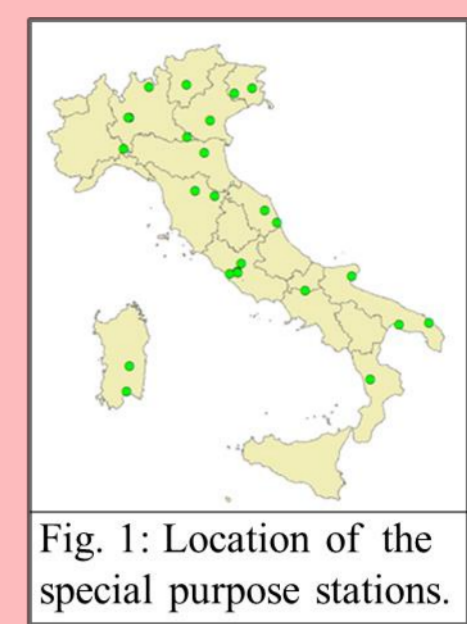 Fig. 1: Location of the
special purpose stations.